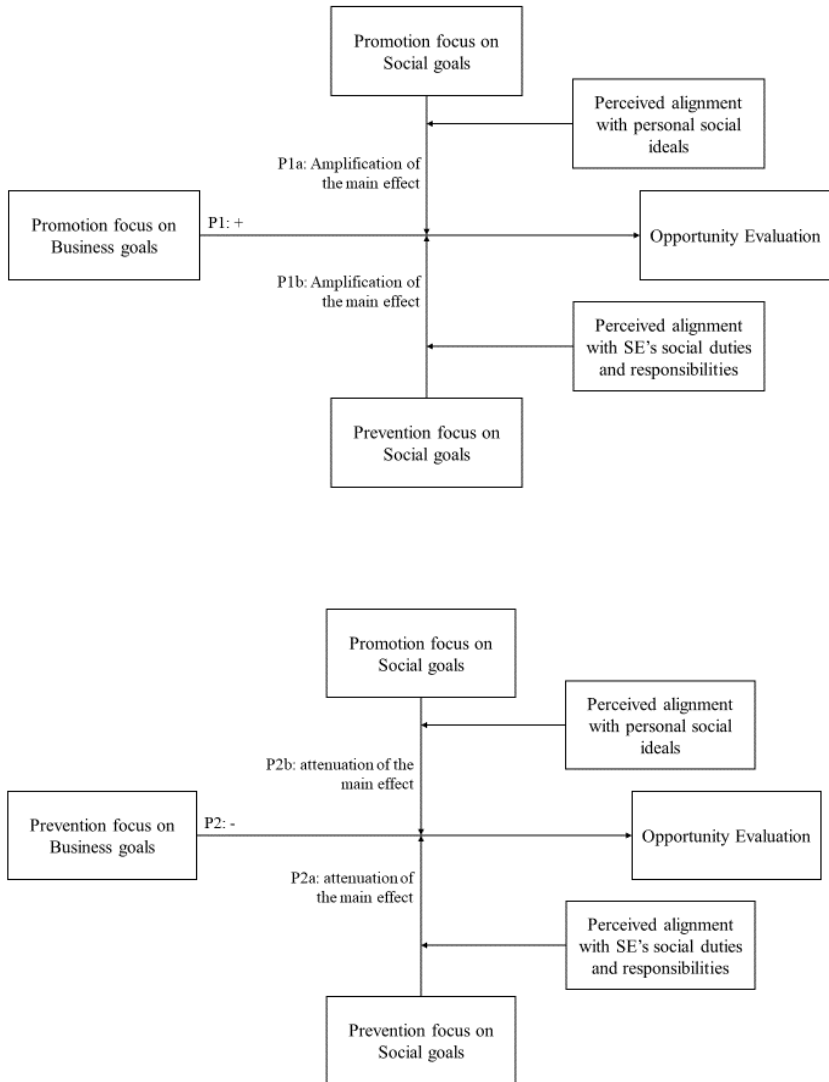 Promotion focus on
Social goals
Perceived alignment
with personal social
ideals
P1a: Amplification of
the main effect
Promotion focus on
Business goals
P1: +
Opportunity Evaluation
P1b: Amplification of
the main effect
Perceived alignment
with SE's social duties
and responsibilities
Prevention focus on
Social goals
Promotion focus on
Social goals
Perceived alignment
with personal social
ideals
P2b: attenuation of the
main effect
Prevention focus on
Business goals
P2: -
Opportunity Evaluation
P2a: attenuation of
the main effect
Perceived alignment
with SE's social duties
and responsibilities
Prevention focus on
Social goals